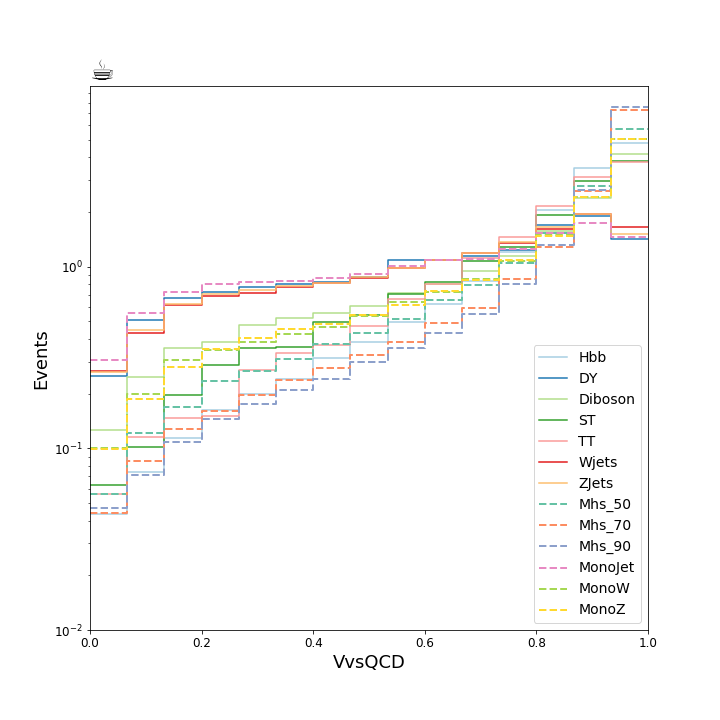 ☕
Events
10⁰
10⁻¹
10⁻²
0.0 0.2 0.4 0.6 0.8 1.0
VvsQCD
Hbb
DY
Diboson
ST
TT
Wjets
ZJets
Mhs_50
Mhs_70
Mhs_90
MonoJet
MonoW
MonoZ